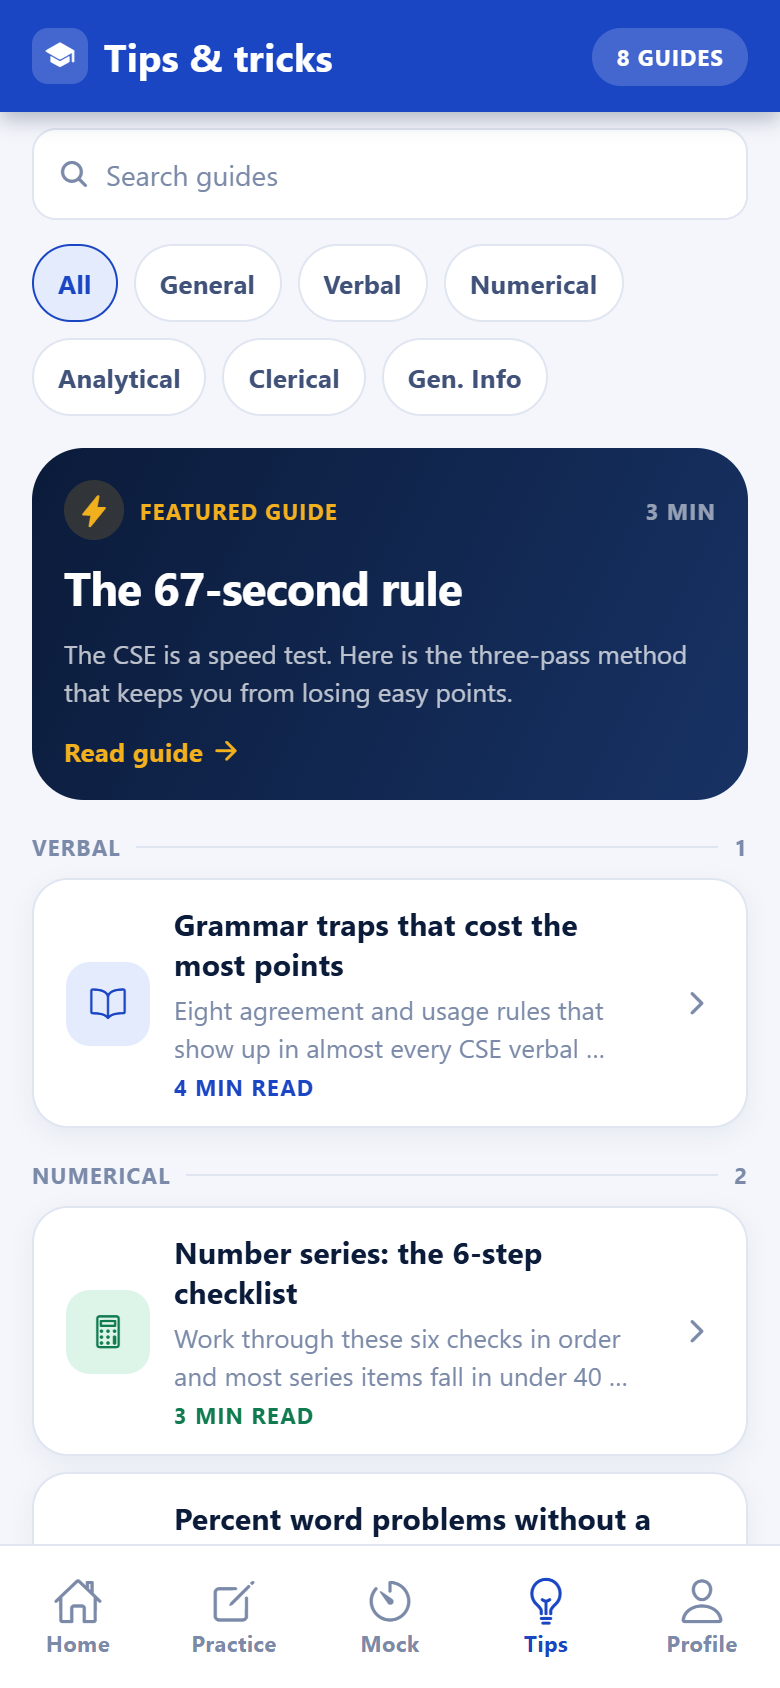 Tips & tricks
8 GUIDES
Search guides
All
General
Verbal
Numerical
Analytical
Clerical
Gen. Info
FEATURED GUIDE
3 MIN
The 67-second rule
The CSE is a speed test. Here is the three-pass method
that keeps you from losing easy points.
Read guide →
VERBAL
1
Grammar traps that cost the
most points
Eight agreement and usage rules that
show up in almost every CSE verbal ...
4 MIN READ
NUMERICAL
2
Number series: the 6-step
checklist
Work through these six checks in order
and most series items fall in under 40 ...
3 MIN READ
Percent word problems without a
Home
Practice
Mock
Tips
Profile